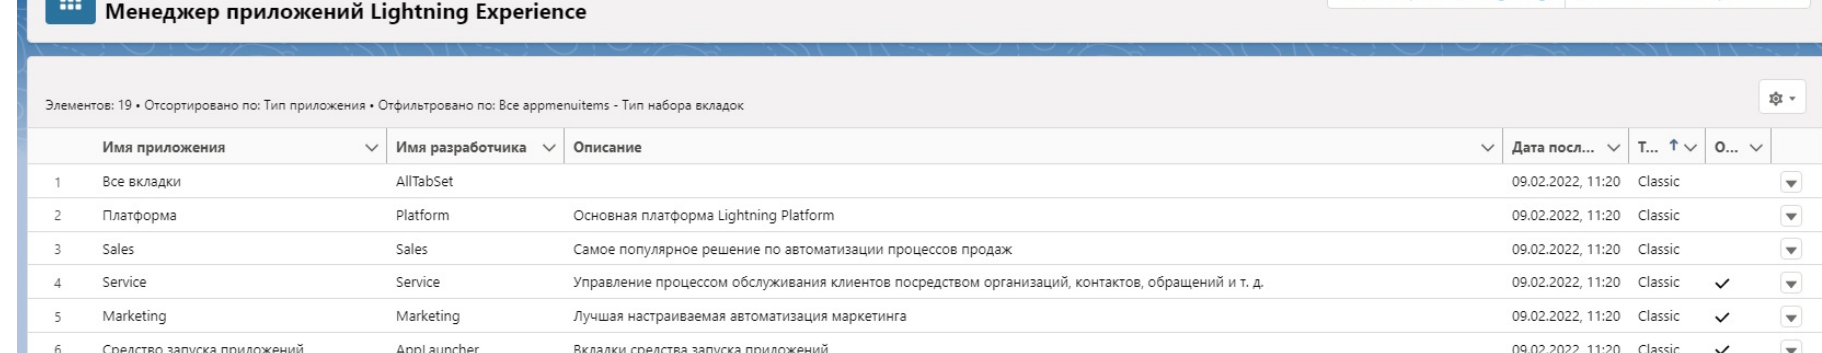 Менеджер приложений Lightning Experience
Элементов: 19 • Отсортировано по: Тип приложения • Отфильтровано по: Все appmenuitems - Тип набора вкладок
Имя приложения Имя разработчика Описание Дата посл... Т... О...
1 Все вкладки AllTabSet 09.02.2022, 11:20 Classic
2 Платформа Platform Основная платформа Lightning Platform 09.02.2022, 11:20 Classic
3 Sales Sales Самое популярное решение по автоматизации процессов продаж 09.02.2022, 11:20 Classic
4 Service Service Управление процессом обслуживания клиентов посредством организаций, контактов, обращений и т. д. 09.02.2022, 11:20 Classic
5 Marketing Marketing Лучшая настраиваемая автоматизация маркетинга 09.02.2022, 11:20 Classic
6 Средство запуска приложений AppLauncher Вкладки средства запуска приложений 09.02.2022, 11:20 Classic